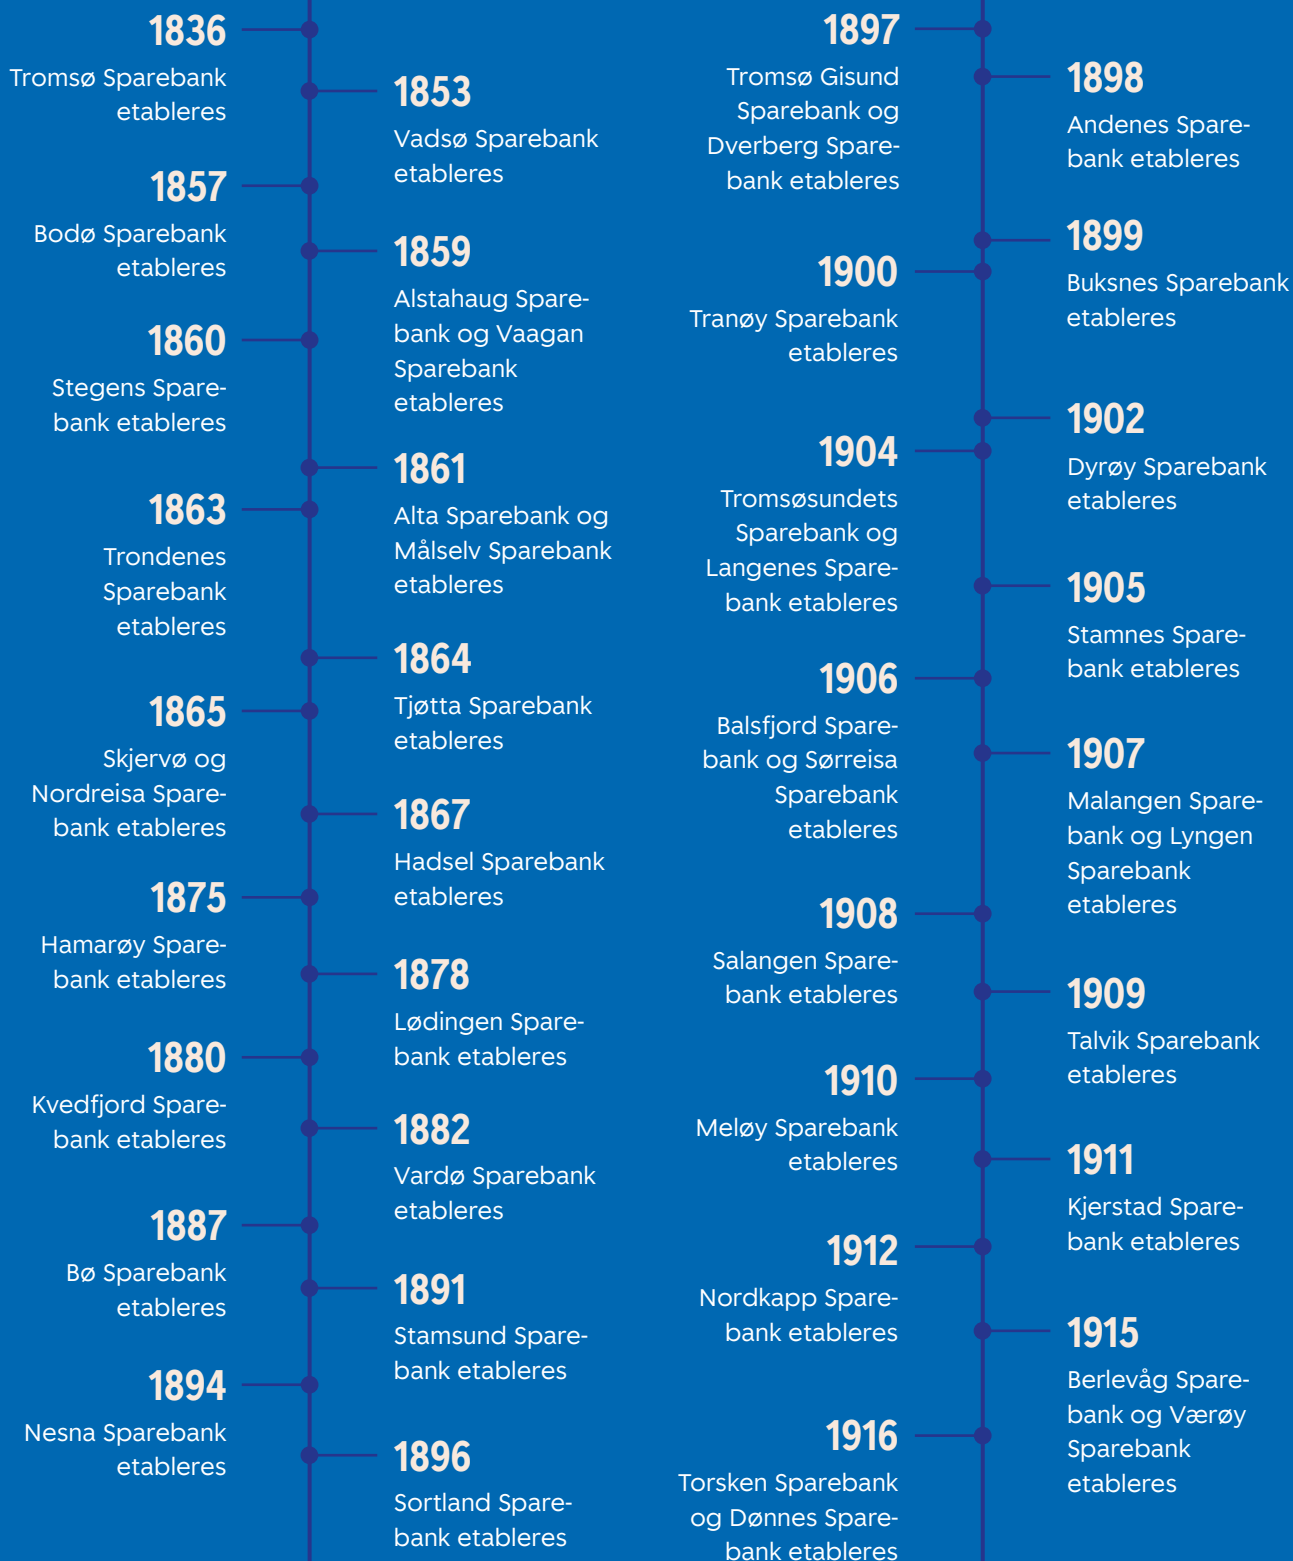 1836
Tromsø Sparebank
etableres
1853
Vadsø Sparebank
etableres
1857
Bodø Sparebank
etableres
1859
Alstahaug Spare-
bank og Vaagan
Sparebank
etableres
1860
Stegens Spare-
bank etableres
1861
Alta Sparebank og
Målselv Sparebank
etableres
1863
Trondenes
Sparebank
etableres
1864
Tjøtta Sparebank
etableres
1865
Skjervø og
Nordreisa Spare-
bank etableres
1867
Hadsel Sparebank
etableres
1875
Hamarøy Spare-
bank etableres
1878
Lødingen Spare-
bank etableres
1880
Kvedfjord Spare-
bank etableres
1882
Vardø Sparebank
etableres
1887
Bø Sparebank
etableres
1891
Stamsund Spare-
bank etableres
1894
Nesna Sparebank
etableres
1896
Sortland Spare-
bank etableres
1897
Tromsø Gisund
Sparebank og
Dverberg Spare-
bank etableres
1898
Andenes Spare-
bank etableres
1899
Buksnes Sparebank
etableres
1900
Tranøy Sparebank
etableres
1902
Dyrøy Sparebank
etableres
1904
Tromsøsundets
Sparebank og
Langenes Spare-
bank etableres
1905
Stamnes Spare-
bank etableres
1906
Balsfjord Spare-
bank og Sørreisa
Sparebank
etableres
1907
Malangen Spare-
bank og Lyngen
Sparebank
etableres
1908
Salangen Spare-
bank etableres
1909
Talvik Sparebank
etableres
1910
Meløy Sparebank
etableres
1911
Kjerstad Spare-
bank etableres
1912
Nordkapp Spare-
bank etableres
1915
Berlevåg Spare-
bank og Værøy
Sparebank
etableres
1916
Torsken Sparebank
og Dønnes Spare-
bank etableres